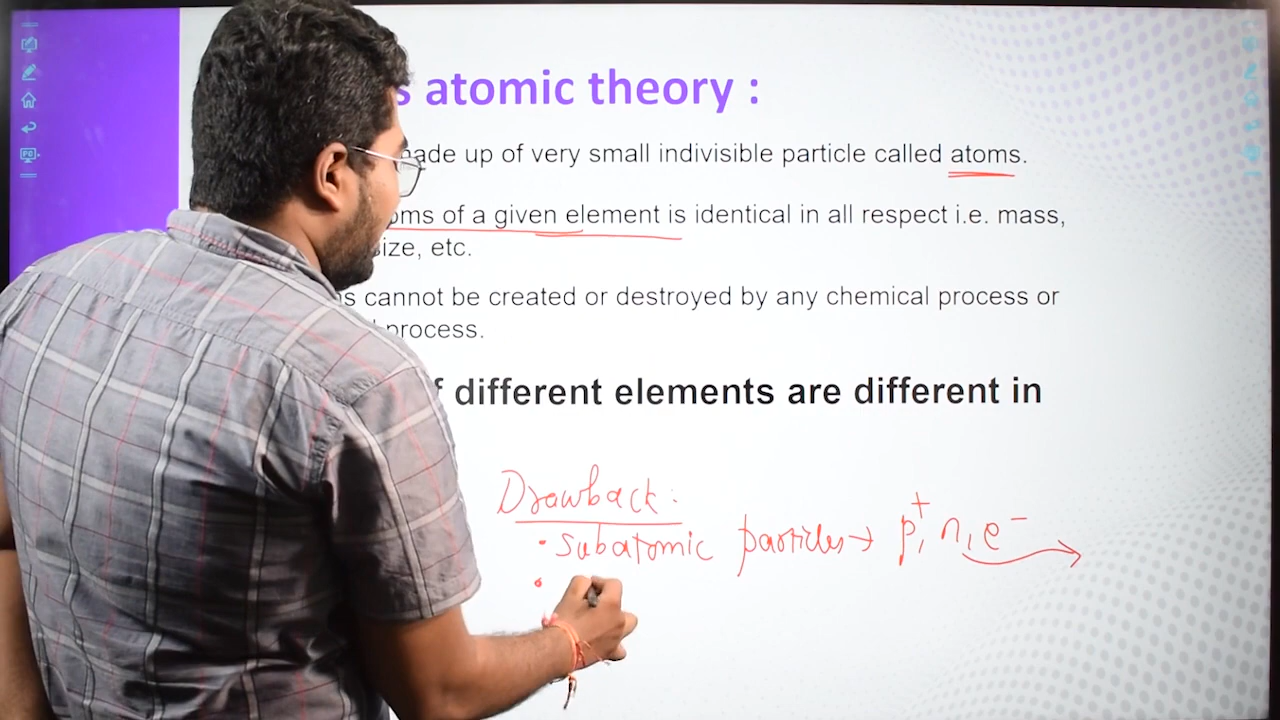 s atomic theory :
ade up of very small indivisible particle called atoms.
oms of a given element is identical in all respect i.e. mass,
size, etc.
s cannot be created or destroyed by any chemical process or
process.
f different elements are different in
Drawback:
• Subatomic particles → p+, n, e−
•